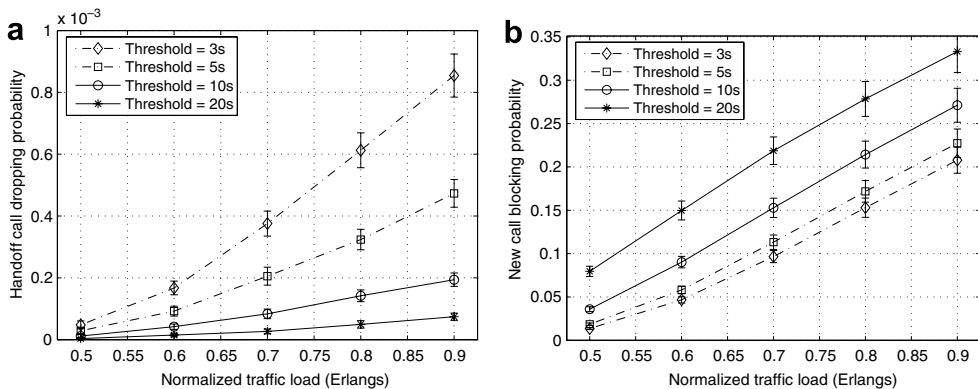 a
x 10⁻³
Handoff call dropping probability
1
0.8
0.6
0.4
0.2
0
Threshold = 3s
Threshold = 5s
Threshold = 10s
Threshold = 20s
0.5 0.55 0.6 0.65 0.7 0.75 0.8 0.85 0.9
Normalized traffic load (Erlangs)
b
New call blocking probability
0.35
0.3
0.25
0.2
0.15
0.1
0.05
0
Threshold = 3s
Threshold = 5s
Threshold = 10s
Threshold = 20s
0.5 0.55 0.6 0.65 0.7 0.75 0.8 0.85 0.9
Normalized traffic load (Erlangs)